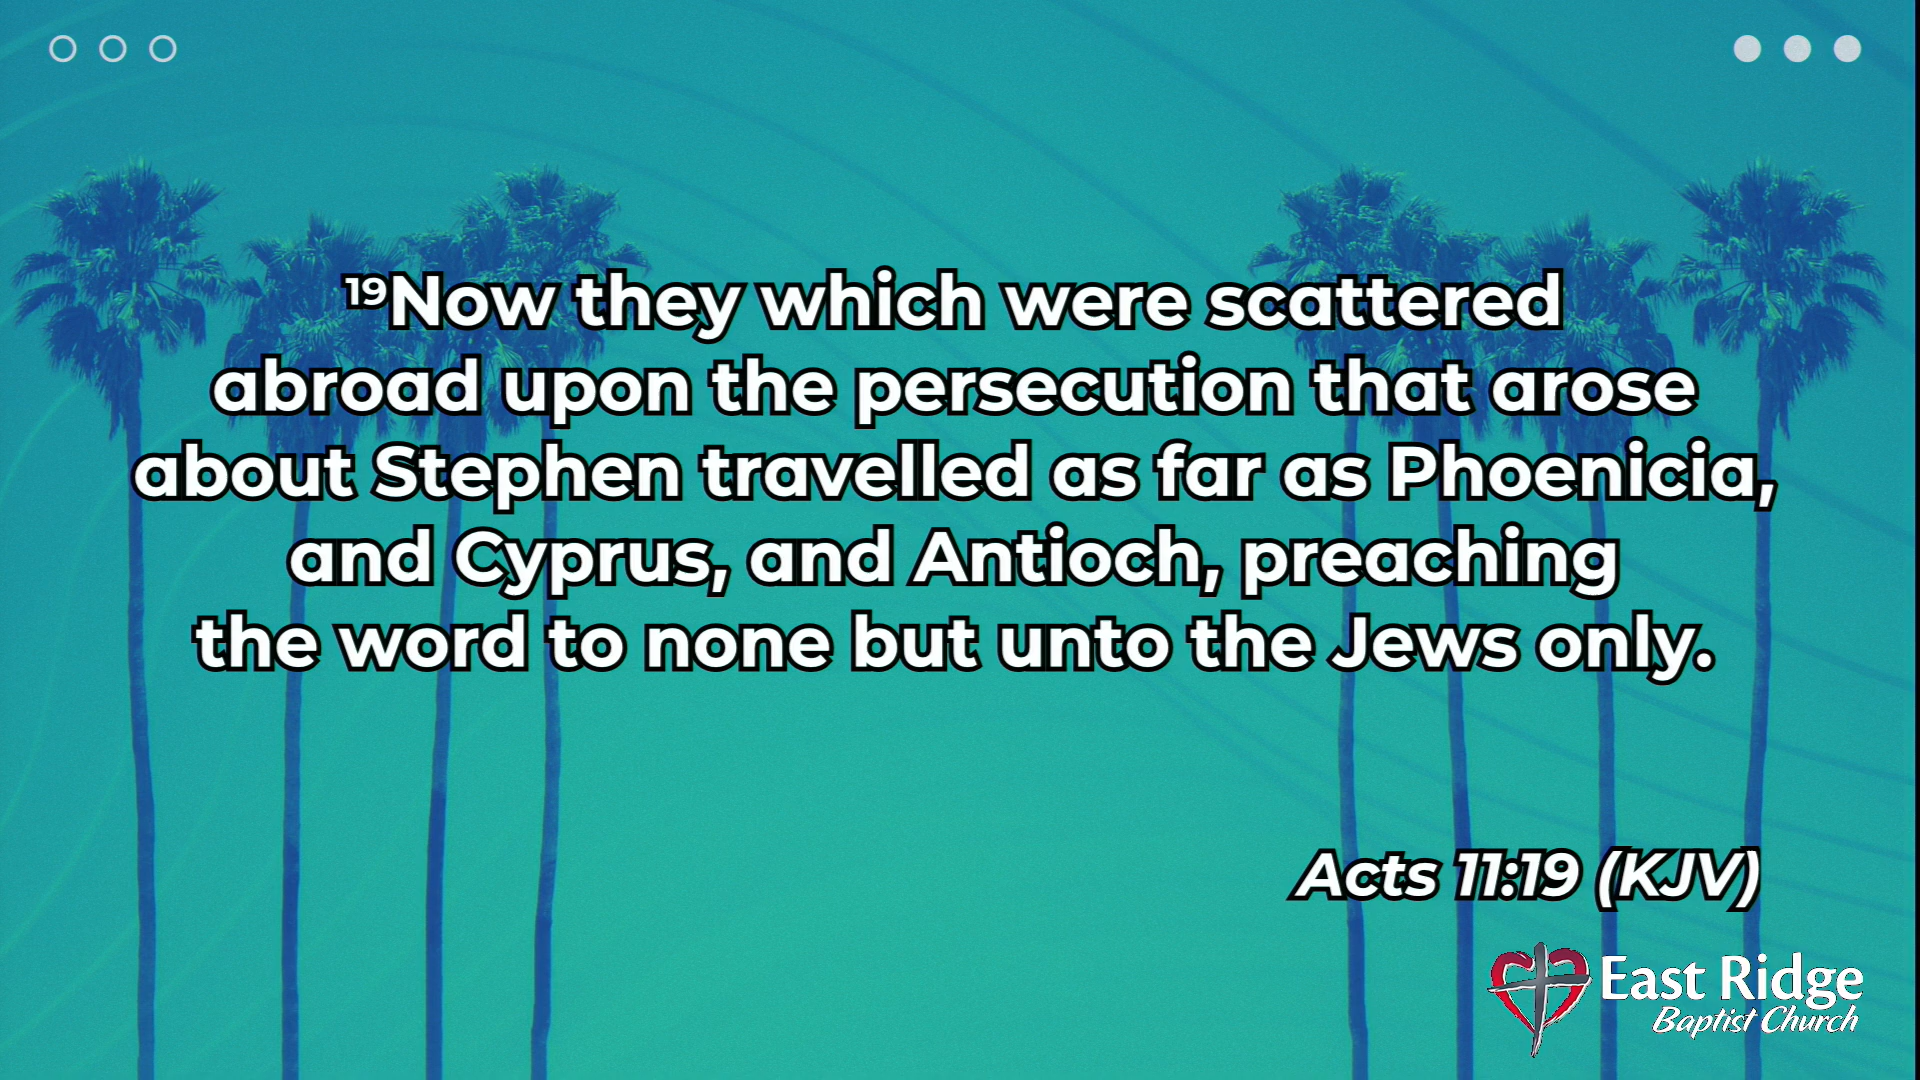 ¹⁹Now they which were scattered
abroad upon the persecution that arose
about Stephen travelled as far as Phoenicia,
and Cyprus, and Antioch, preaching
the word to none but unto the Jews only.
Acts 11:19 (KJV)
East Ridge
Baptist Church